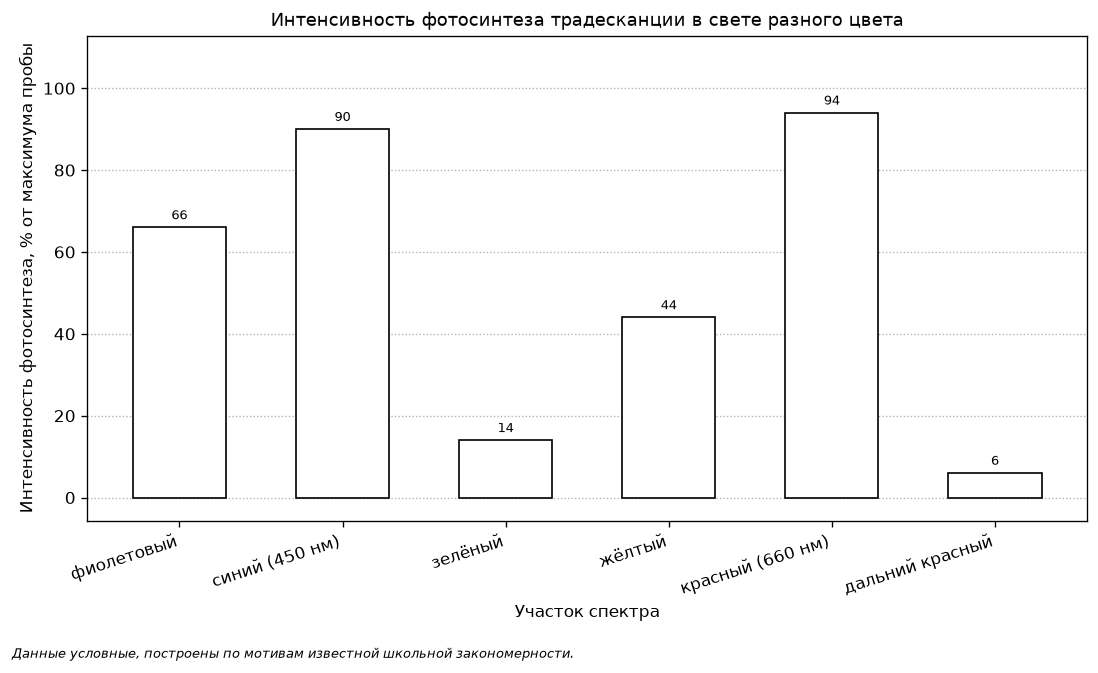 Интенсивность фотосинтеза традесканции в свете разного цвета
Интенсивность фотосинтеза, % от максимума пробы
100
80
60
40
20
0
66
90
14
44
94
6
фиолетовый
синий (450 нм)
зелёный
жёлтый
красный (660 нм)
дальний красный
Участок спектра
Данные условные, построены по мотивам известной школьной закономерности.